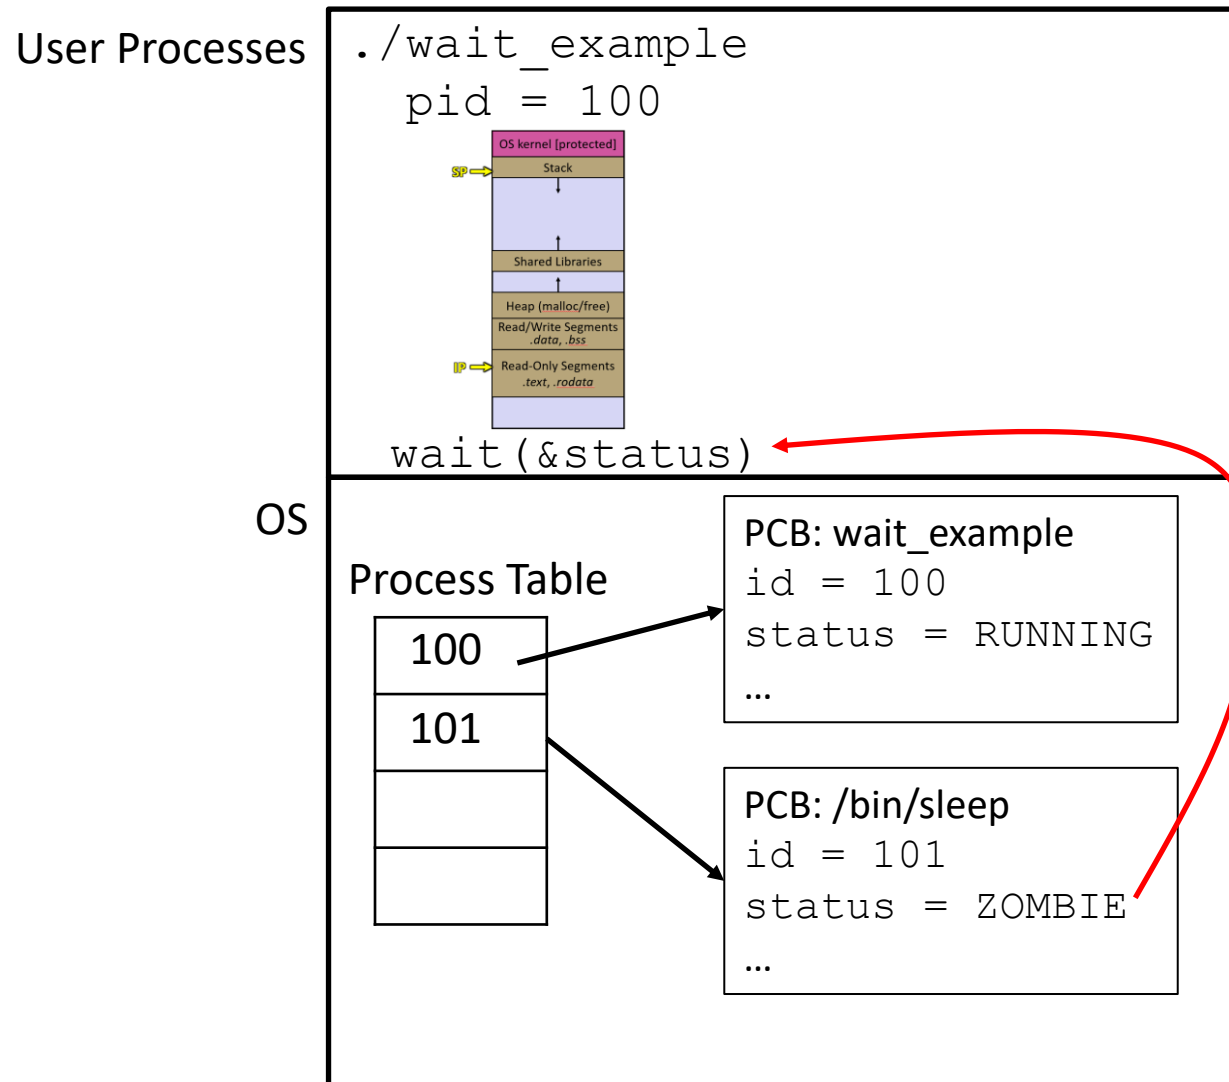 User Processes
./wait_example
pid = 100
OS kernel [protected]
SP
Stack
Shared Libraries
Heap (malloc/free)
Read/Write Segments
.data, .bss
IP
Read-Only Segments
.text, .rodata
wait(&status)
OS
Process Table
100
101
PCB: wait_example
id = 100
status = RUNNING
…
PCB: /bin/sleep
id = 101
status = ZOMBIE
…